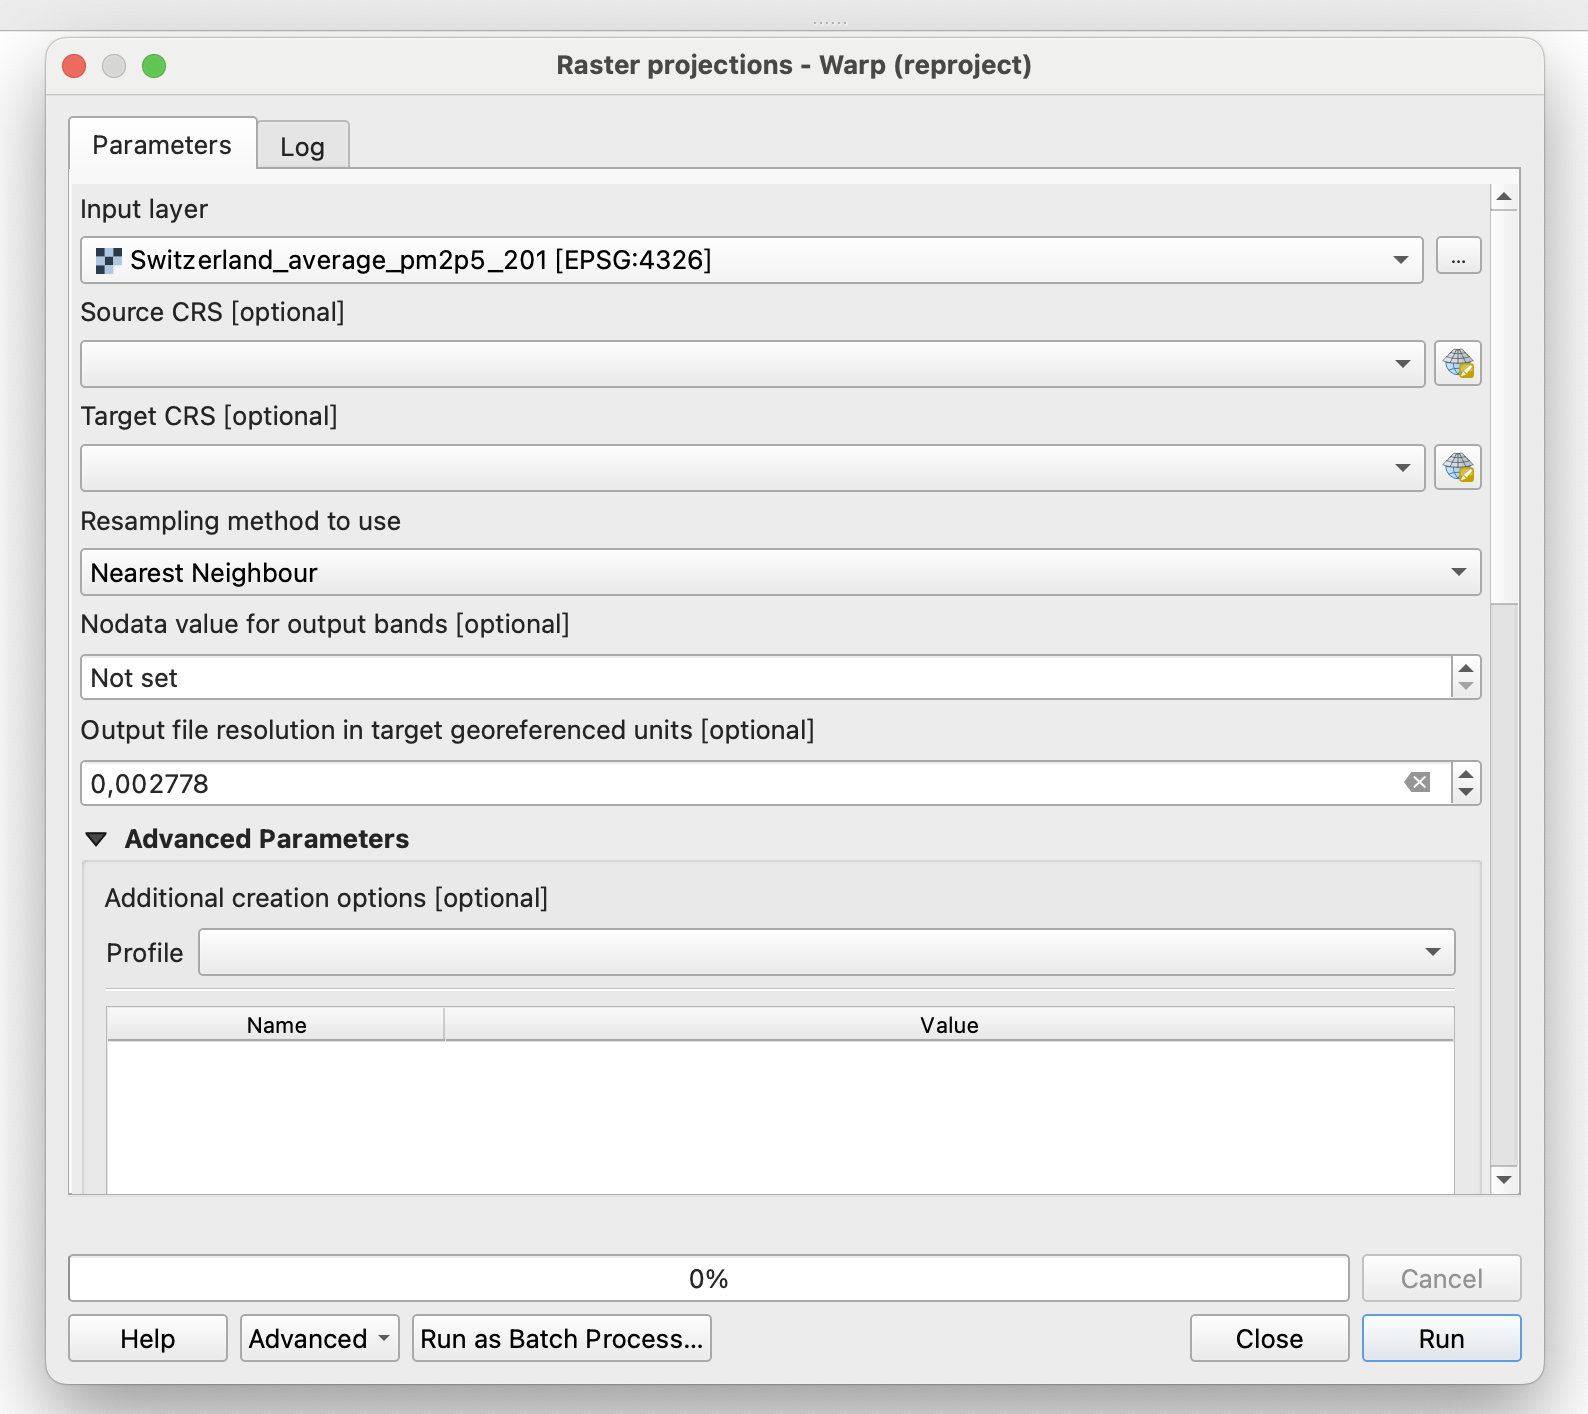 Raster projections - Warp (reproject)
Parameters
Log
Input layer
Switzerland_average_pm2p5_201 [EPSG:4326]
...
Source CRS [optional]
Target CRS [optional]
Resampling method to use
Nearest Neighbour
Nodata value for output bands [optional]
Not set
Output file resolution in target georeferenced units [optional]
0,002778
Advanced Parameters
Additional creation options [optional]
Profile
Name Value
0%
Cancel
Help Advanced Run as Batch Process... Close Run